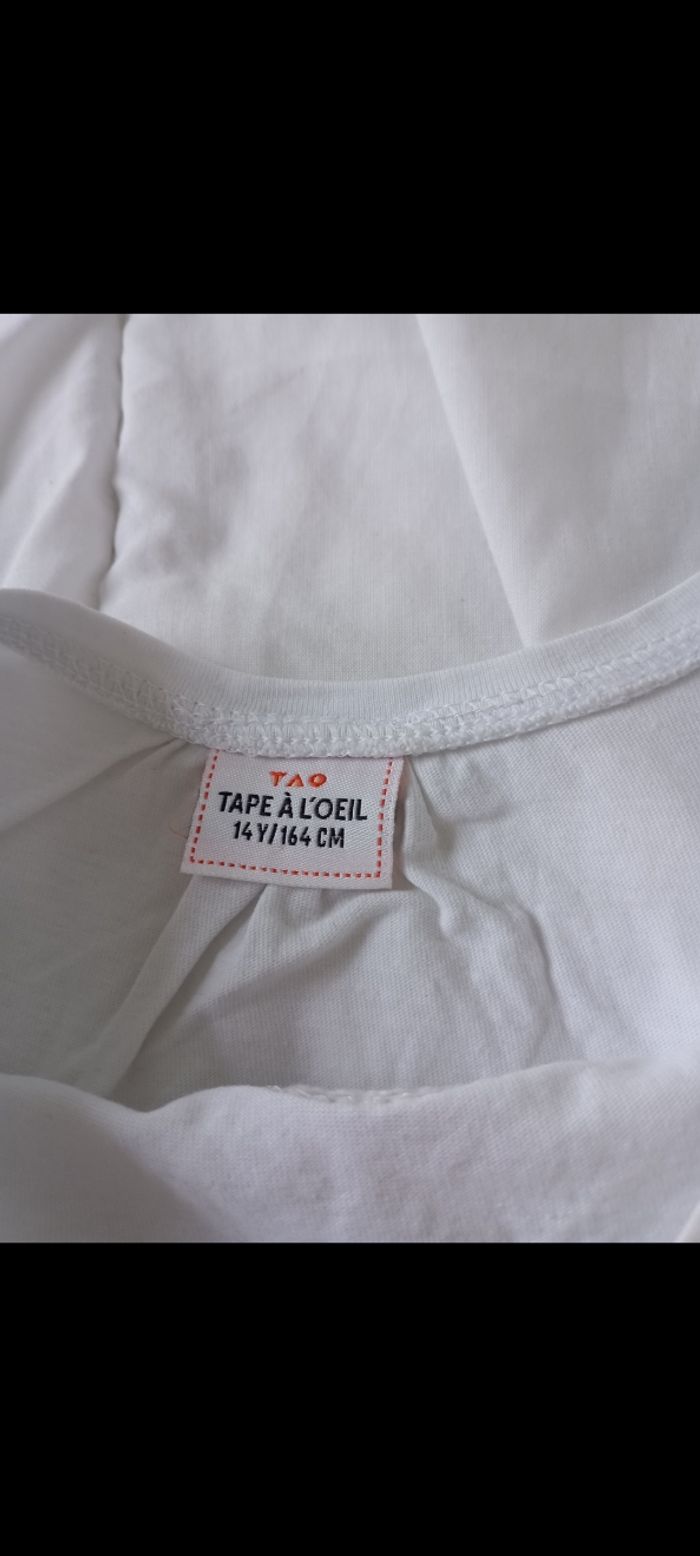 TAO
TAPE À L'OEIL
14 Y/164 CM